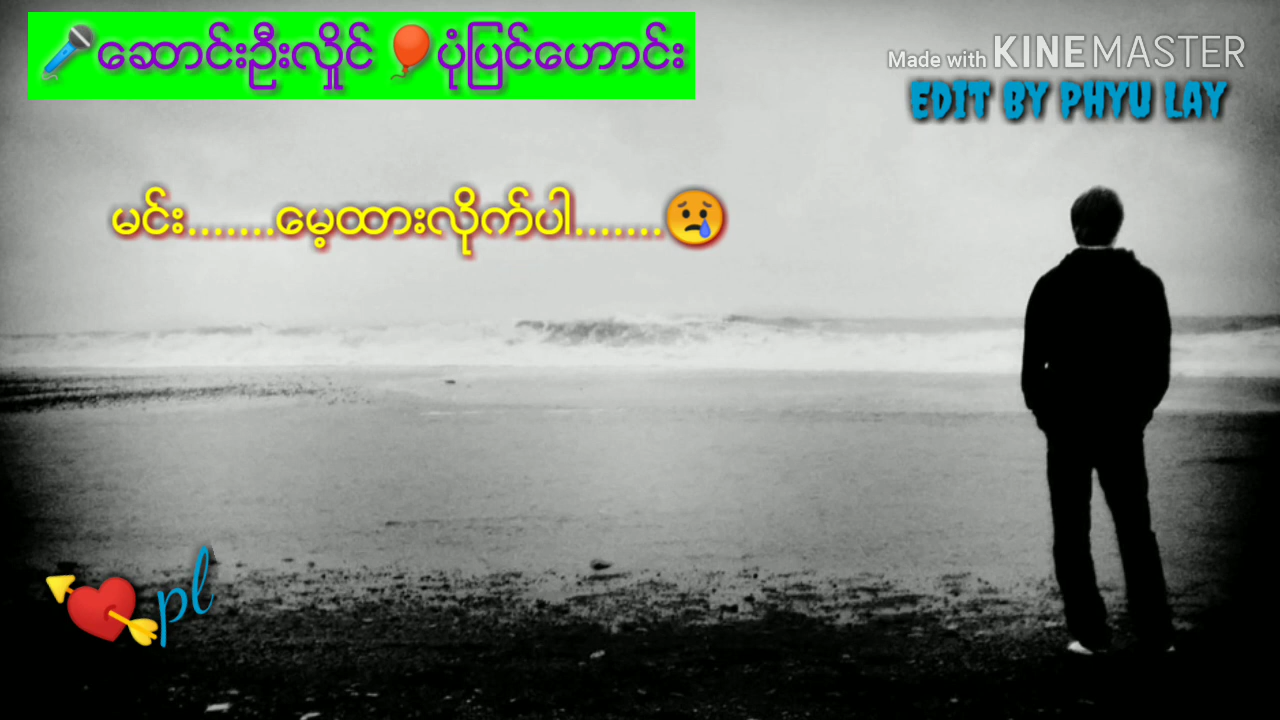 🎤ဆောင်းဦးလှိုင် 🎈ပုံပြင်ဟောင်း
Made with KINEMASTER
EDIT BY PHYU LAY
မင်း.......မေ့ထားလိုက်ပါ.......😢
💘pl